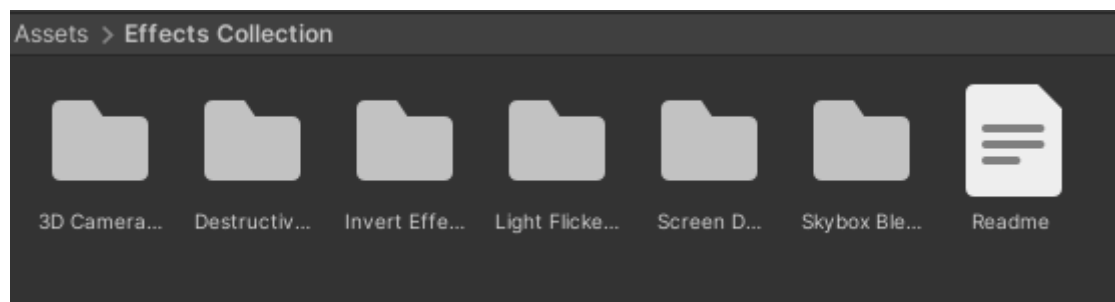 Assets > Effects Collection
3D Camera... Destructiv... Invert Effe... Light Flicke... Screen D... Skybox Ble... Readme